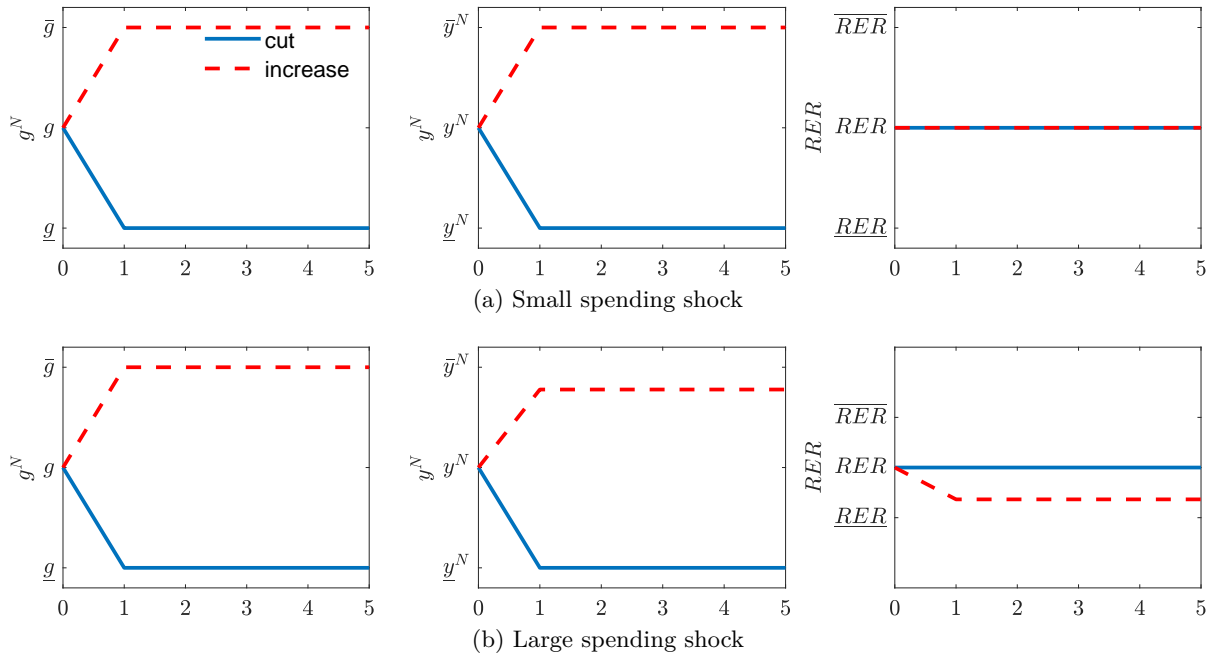 g̅
g
g̲
g^N
cut
increase
0 1 2 3 4 5
y̅^N
y^N
y̲^N
y^N
0 1 2 3 4 5
R̅E̅R̅
RER
R̲E̲R̲
RER
0 1 2 3 4 5
(a) Small spending shock
g̅
g
g̲
g^N
0 1 2 3 4 5
y̅^N
y^N
y̲^N
y^N
0 1 2 3 4 5
R̅E̅R̅
RER
R̲E̲R̲
RER
0 1 2 3 4 5
(b) Large spending shock